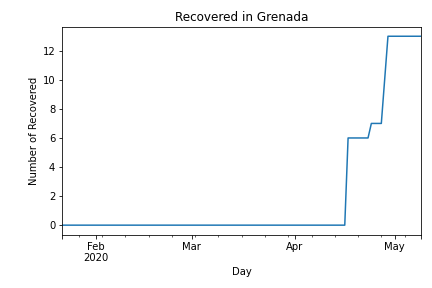 Recovered in Grenada
Number of Recovered
12
10
8
6
4
2
0
Feb
2020
Mar
Apr
May
Day